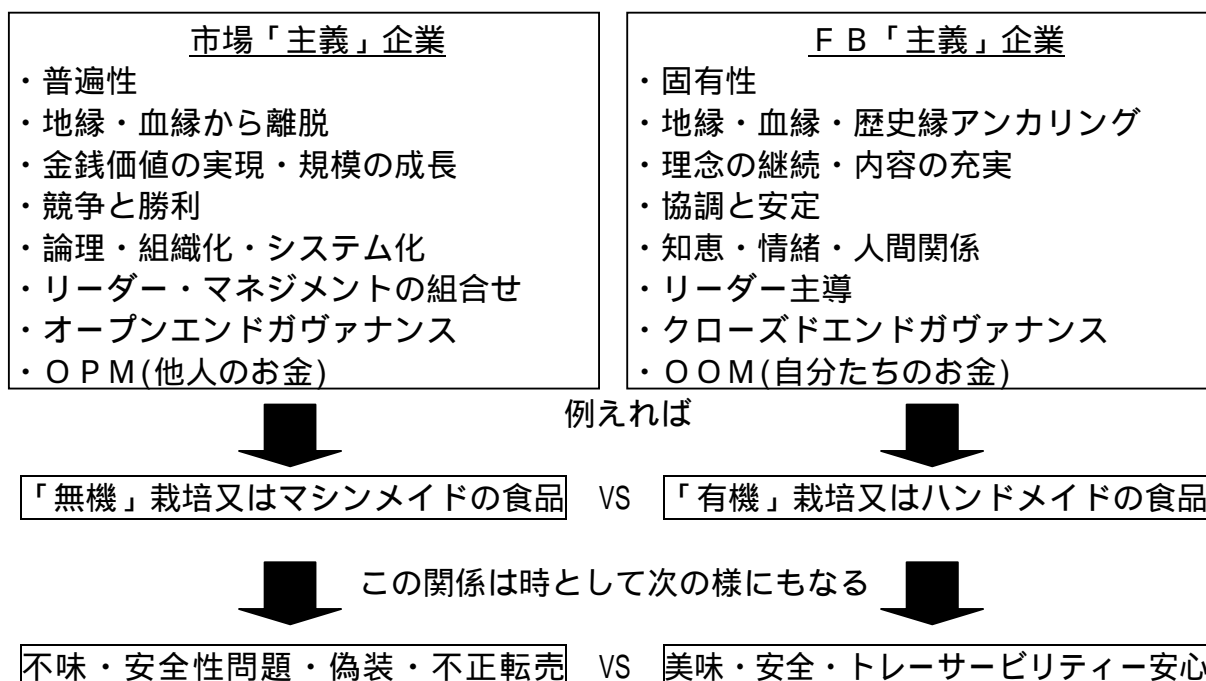 市場「主義」企業
・普遍性
・地縁・血縁から離脱
・金銭価値の実現・規模の成長
・競争と勝利
・論理・組織化・システム化
・リーダー・マネジメントの組合せ
・オープンエンドガヴァナンス
・ＯＰＭ(他人のお金)
ＦＢ「主義」企業
・固有性
・地縁・血縁・歴史縁アンカリング
・理念の継続・内容の充実
・協調と安定
・知恵・情緒・人間関係
・リーダー主導
・クローズドエンドガヴァナンス
・ＯＯＭ(自分たちのお金)
例えれば
「無機」栽培又はマシンメイドの食品 VS 「有機」栽培又はハンドメイドの食品
この関係は時として次の様にもなる
不味・安全性問題・偽装・不正転売 VS 美味・安全・トレーサービリティー安心